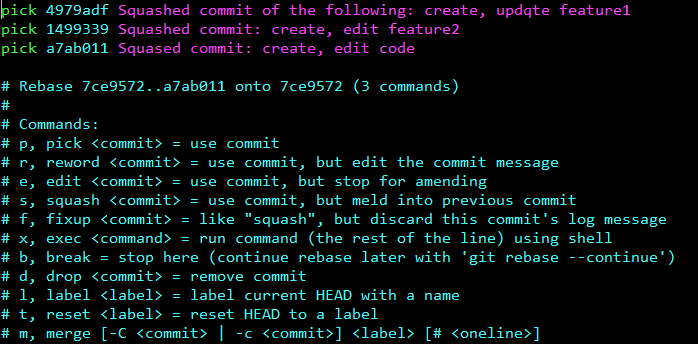 pick 4979adf Squashed commit of the following: create, updqte feature1
pick 1499339 Squashed commit: create, edit feature2
pick a7ab011 Squased commit: create, edit code
# Rebase 7ce9572..a7ab011 onto 7ce9572 (3 commands)
#
# Commands:
# p, pick <commit> = use commit
# r, reword <commit> = use commit, but edit the commit message
# e, edit <commit> = use commit, but stop for amending
# s, squash <commit> = use commit, but meld into previous commit
# f, fixup <commit> = like "squash", but discard this commit's log message
# x, exec <command> = run command (the rest of the line) using shell
# b, break = stop here (continue rebase later with 'git rebase --continue')
# d, drop <commit> = remove commit
# l, label <label> = label current HEAD with a name
# t, reset <label> = reset HEAD to a label
# m, merge [-C <commit> | -c <commit>] <label> [# <oneline>]